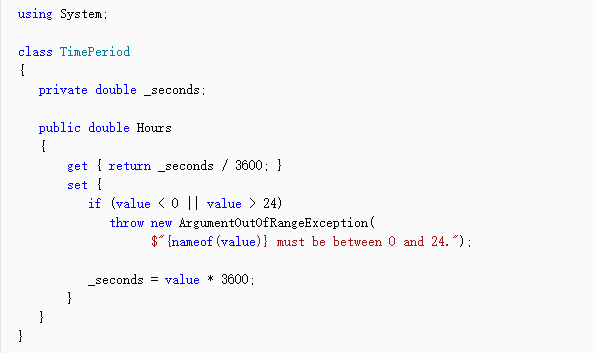 using System;
class TimePeriod
{
private double _seconds;
public double Hours
{
get { return _seconds / 3600; }
set {
if (value < 0 || value > 24)
throw new ArgumentOutOfRangeException(
$"{nameof(value)} must be between 0 and 24.");
_seconds = value * 3600;
}
}
}